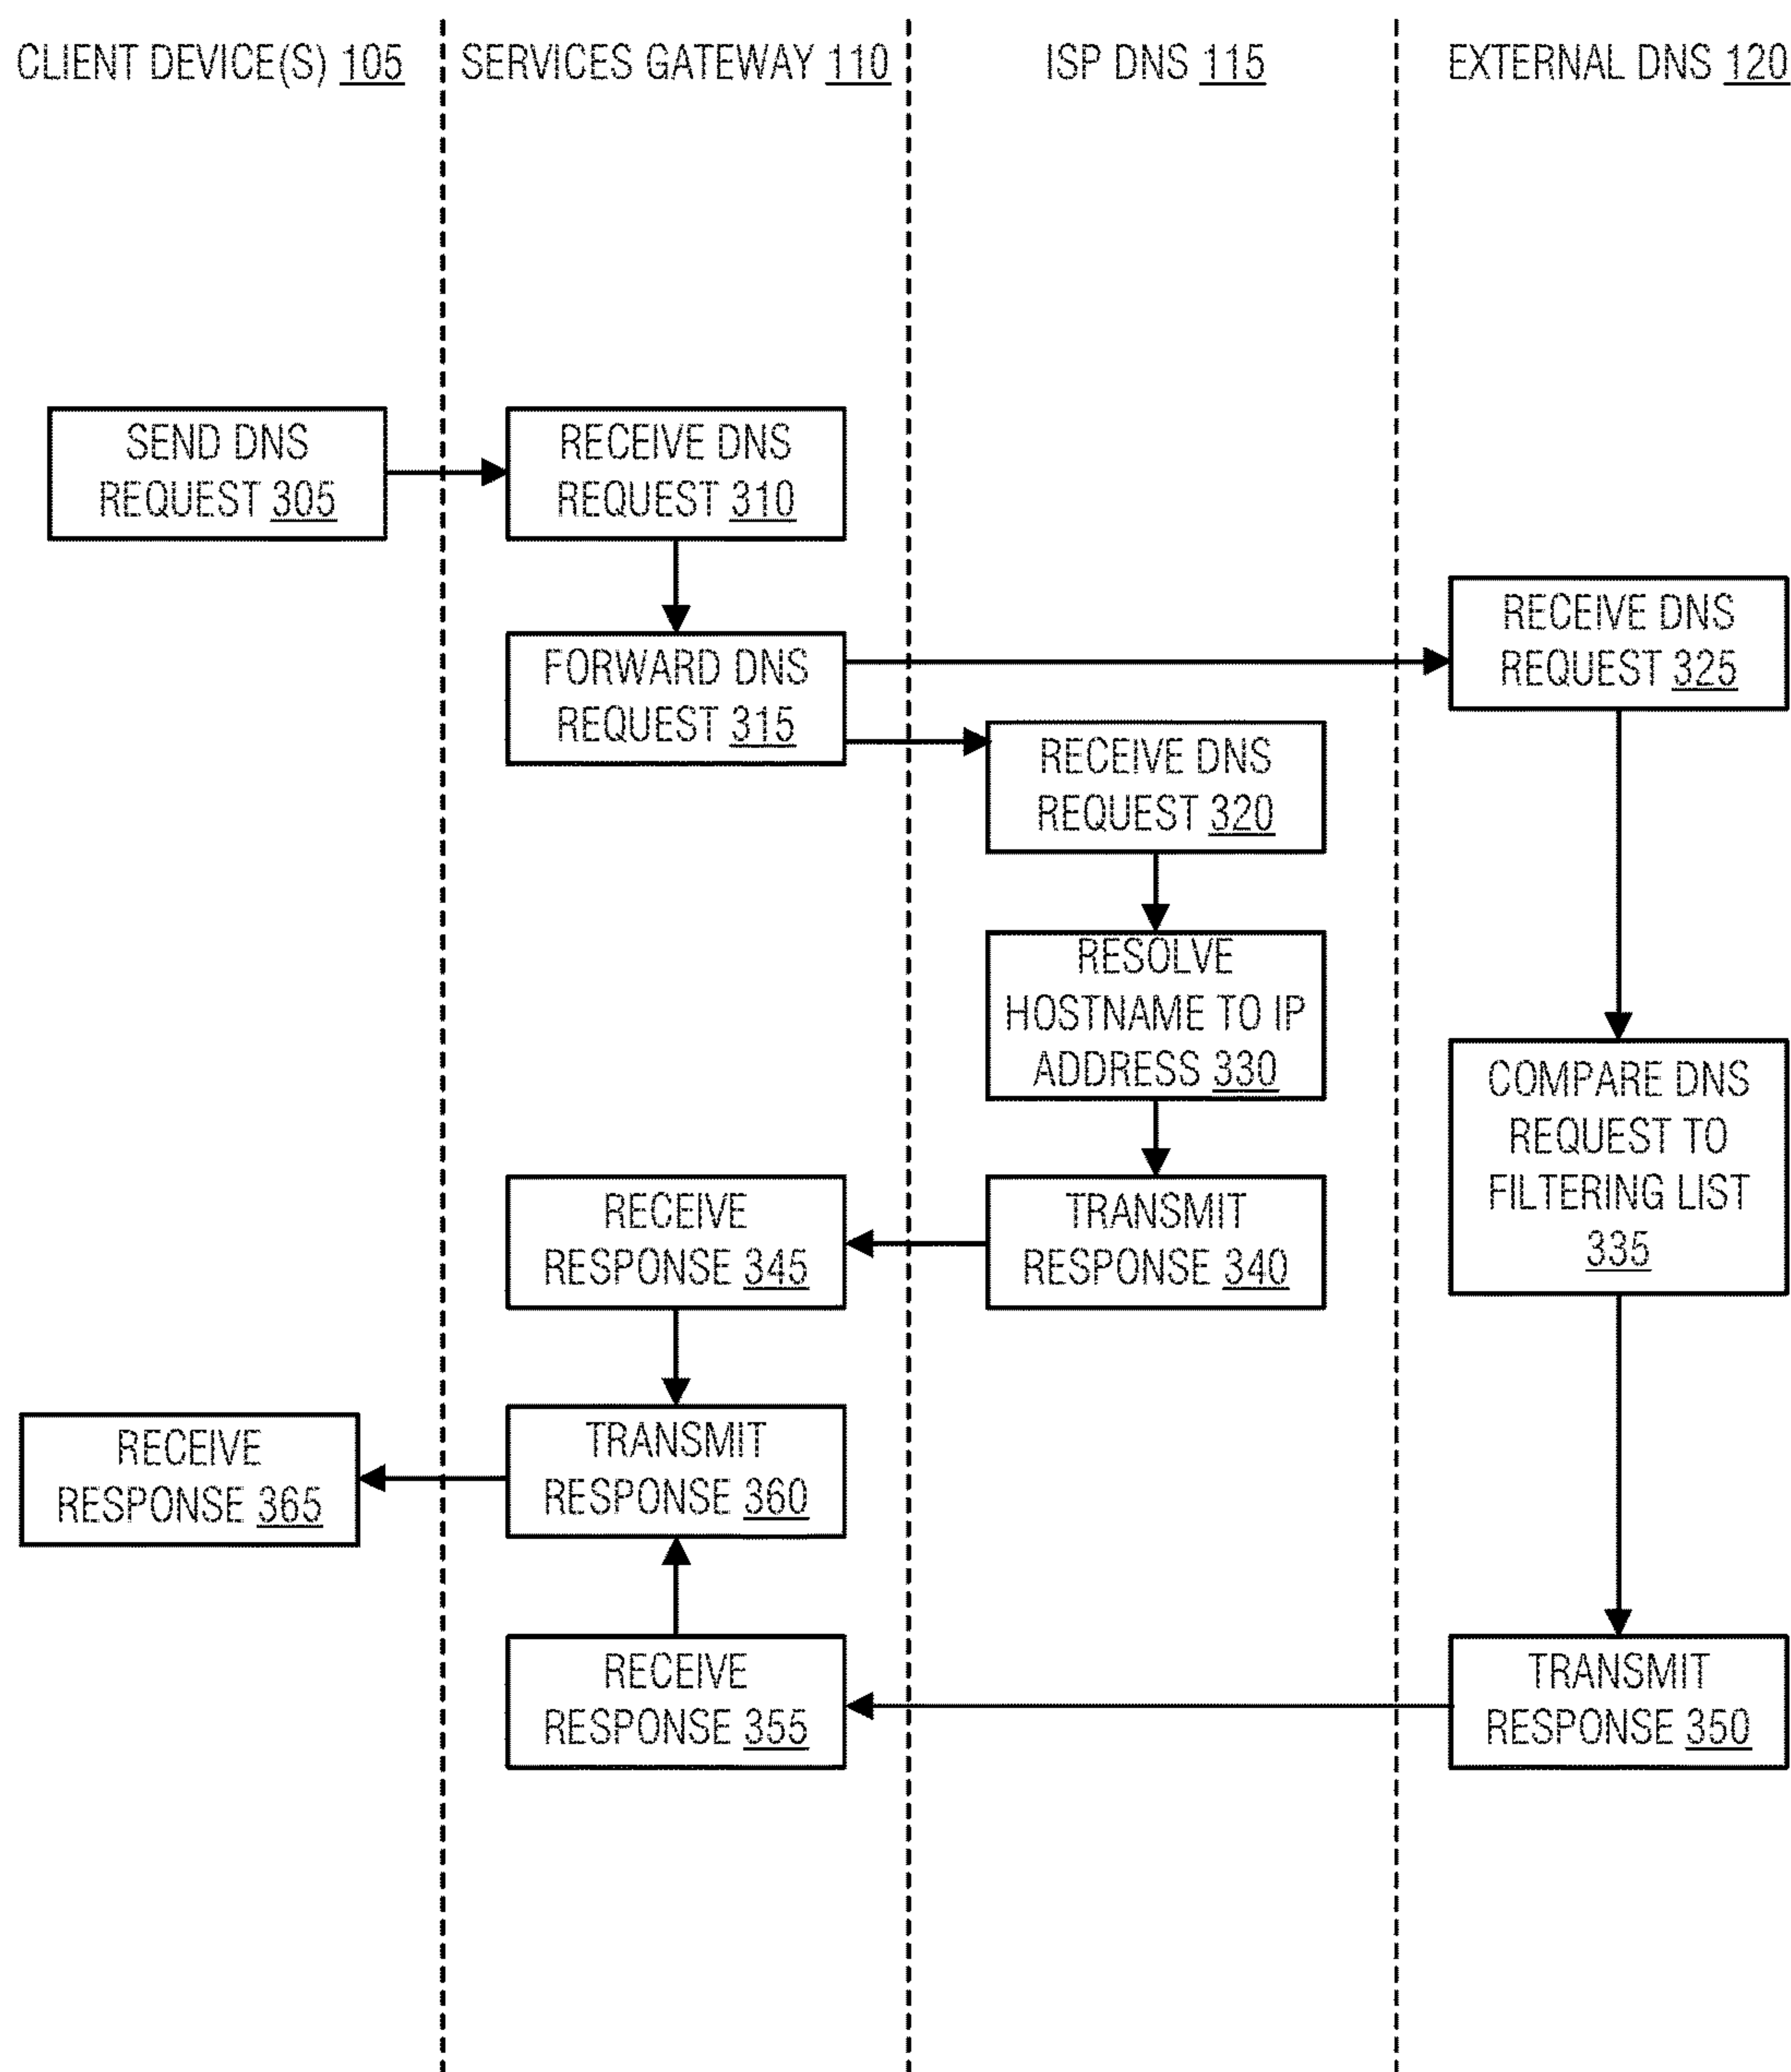 CLIENT DEVICE(S) 105
SERVICES GATEWAY 110
ISP DNS 115
EXTERNAL DNS 120
SEND DNS
REQUEST 305
RECEIVE DNS
REQUEST 310
FORWARD DNS
REQUEST 315
RECEIVE DNS
REQUEST 325
RECEIVE DNS
REQUEST 320
RESOLVE
HOSTNAME TO IP
ADDRESS 330
COMPARE DNS
REQUEST TO
FILTERING LIST
335
RECEIVE
RESPONSE 345
TRANSMIT
RESPONSE 340
RECEIVE
RESPONSE 365
TRANSMIT
RESPONSE 360
RECEIVE
RESPONSE 355
TRANSMIT
RESPONSE 350